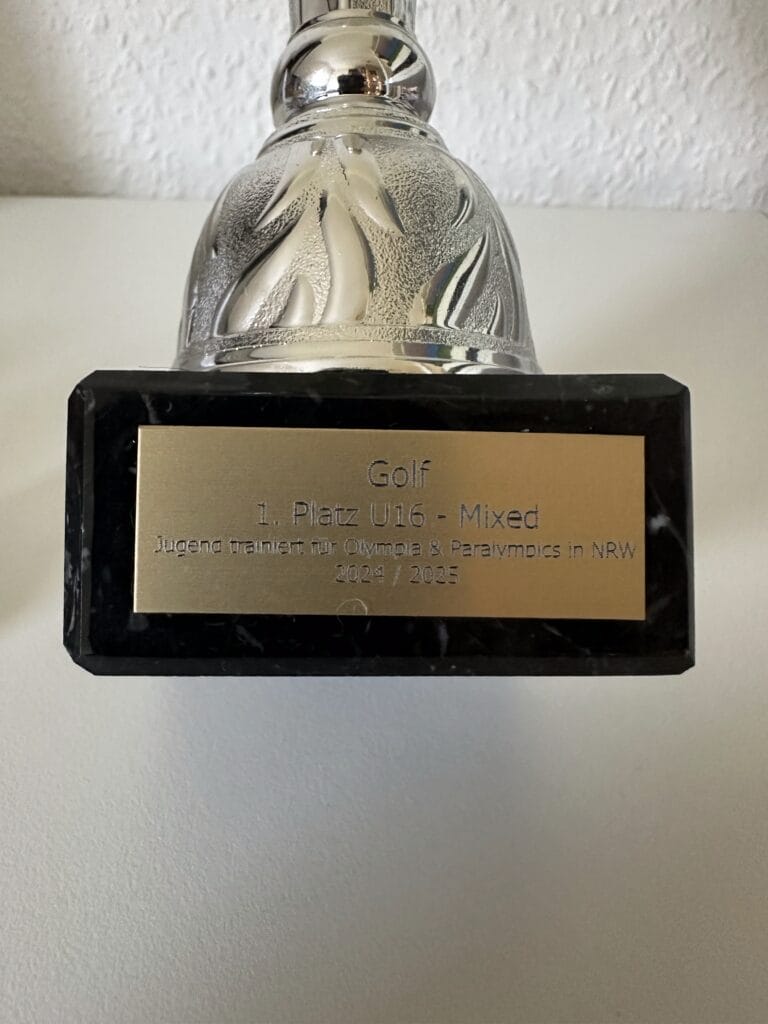 Golf
1. Platz U16 - Mixed
Jugend trainiert für Olympia & Paralympics in NRW
2024 / 2025